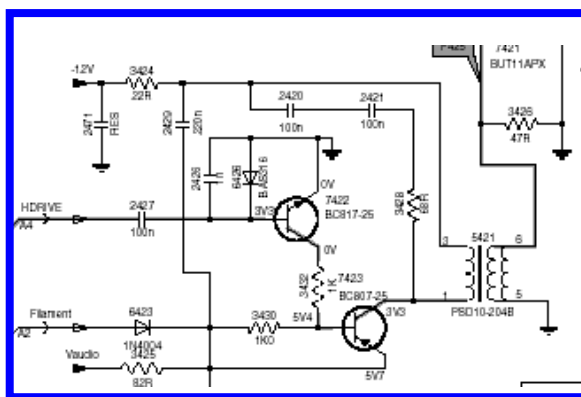 F425
7421
BUT11APX
-12V
3424
22R
2420
100n
2421
100n
3426
47R
2471
RES
2429
220n
2426
1n
6426
BAS316
0V
7422
BC817-25
3428
68R
HDRIVE
A4
2427
100n
3V3
0V
5421
3
6
1
5
PSD10-204B
3432
1K
7423
BC807-25
3V3
Filament
A2
6423
1N4004
3430
1K0
5V4
Vaudio
3425
82R
5V7